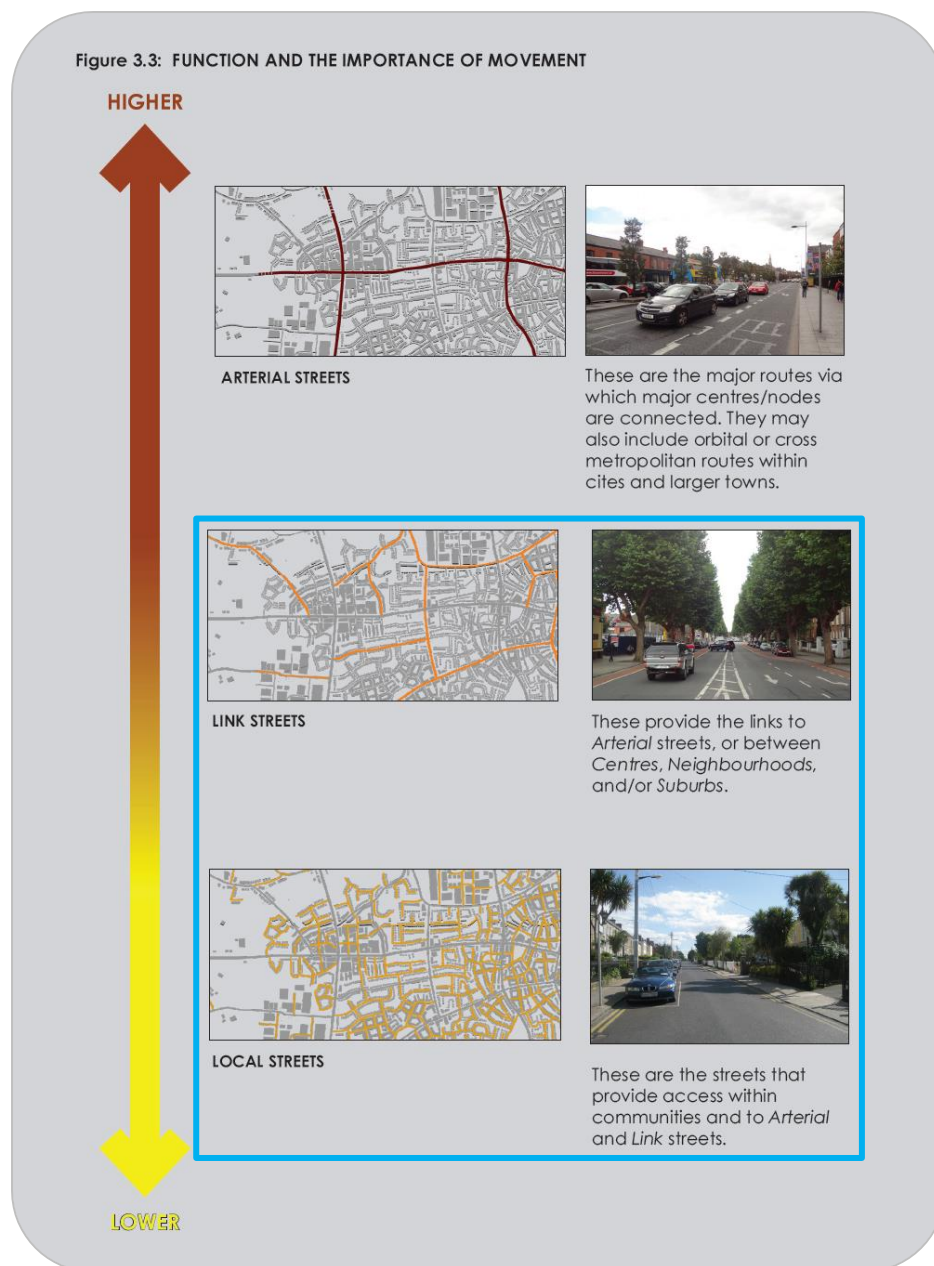 Figure 3.3: FUNCTION AND THE IMPORTANCE OF MOVEMENT
HIGHER
ARTERIAL STREETS
These are the major routes via
which major centres/nodes
are connected. They may
also include orbital or cross
metropolitan routes within
cites and larger towns.
LINK STREETS
These provide the links to
Arterial streets, or between
Centres, Neighbourhoods,
and/or Suburbs.
LOCAL STREETS
These are the streets that
provide access within
communities and to Arterial
and Link streets.
LOWER